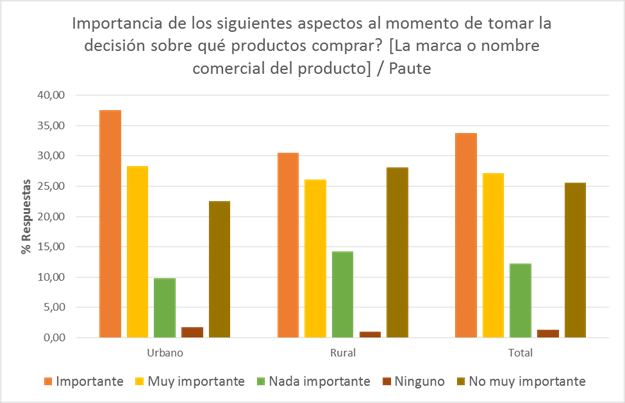 Importancia de los siguientes aspectos al momento de tomar la
decisión sobre qué productos comprar? [La marca o nombre
comercial del producto] / Paute
40,00
35,00
30,00
25,00
20,00
15,00
10,00
5,00
0,00
% Respuestas
Urbano Rural Total
Importante Muy importante Nada importante Ninguno No muy importante